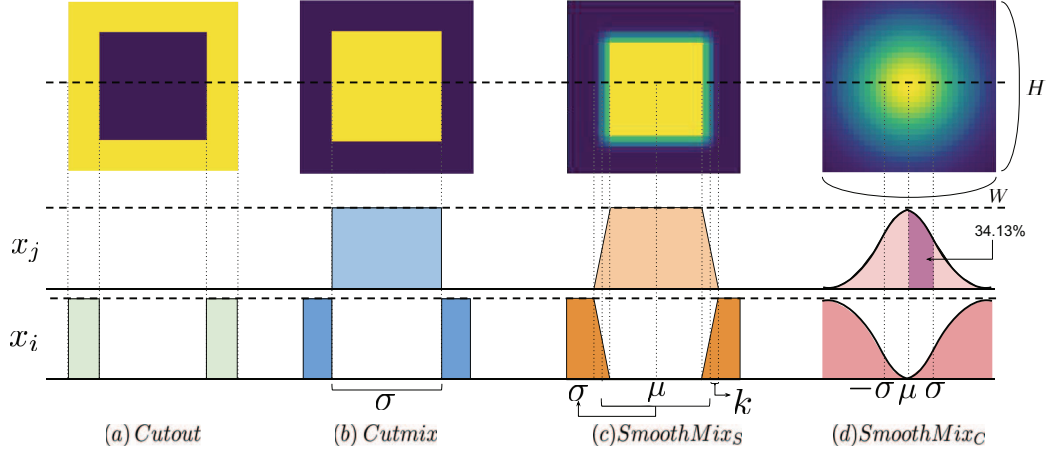 H
W
x_j
34.13%
x_i
σ
σ
μ
k
−σ μ σ
(a) Cutout
(b) Cutmix
(c)SmoothMix_S
(d)SmoothMix_C